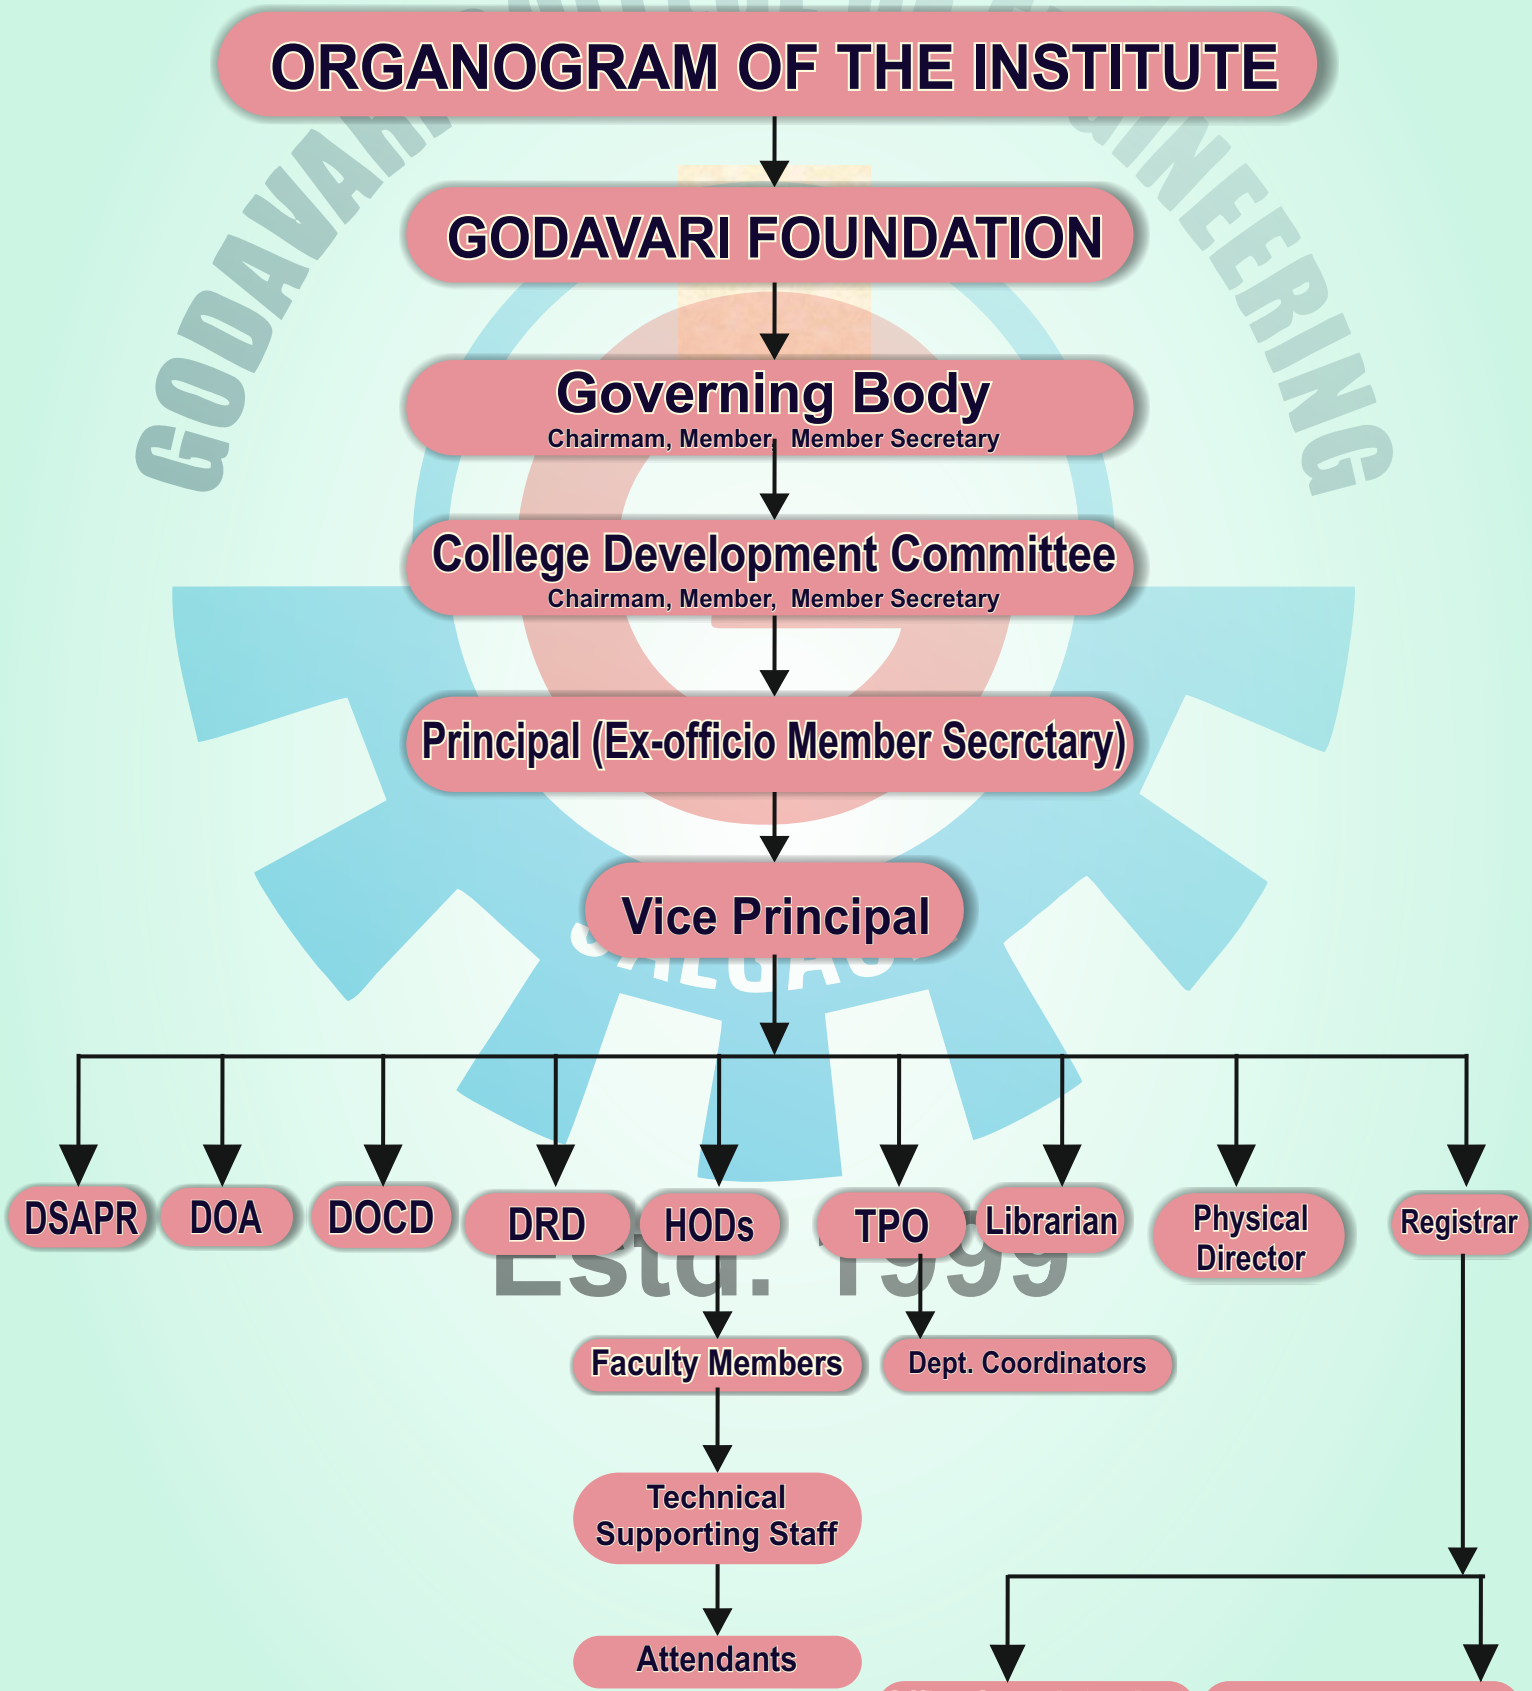 ORGANOGRAM OF THE INSTITUTE
GODAVARI
GINEERING
GODAVARI FOUNDATION
Governing Body
Chairmam, Member, Member Secretary
College Development Committee
Chairmam, Member, Member Secretary
Principal (Ex-officio Member Secrctary)
Vice Principal
DSAPR
DOA
DOCD
DRD
HODs
TPO
Librarian
Physical
Director
Registrar
Estd. 1999
Faculty Members
Dept. Coordinators
Technical
Supporting Staff
Attendants